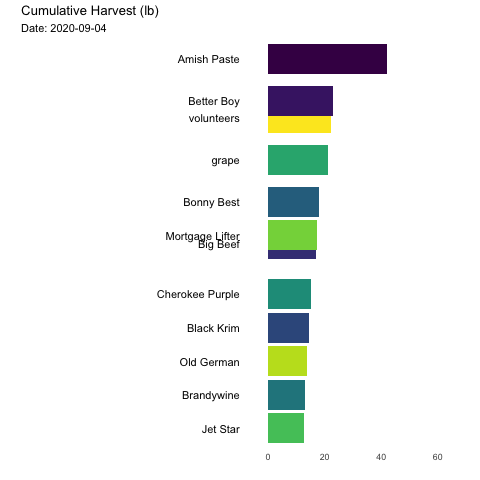 Cumulative Harvest (lb)
Date: 2020-09-04
Amish Paste
Better Boy
volunteers
grape
Bonny Best
Mortgage Lifter
Big Beef
Cherokee Purple
Black Krim
Old German
Brandywine
Jet Star
0 20 40 60